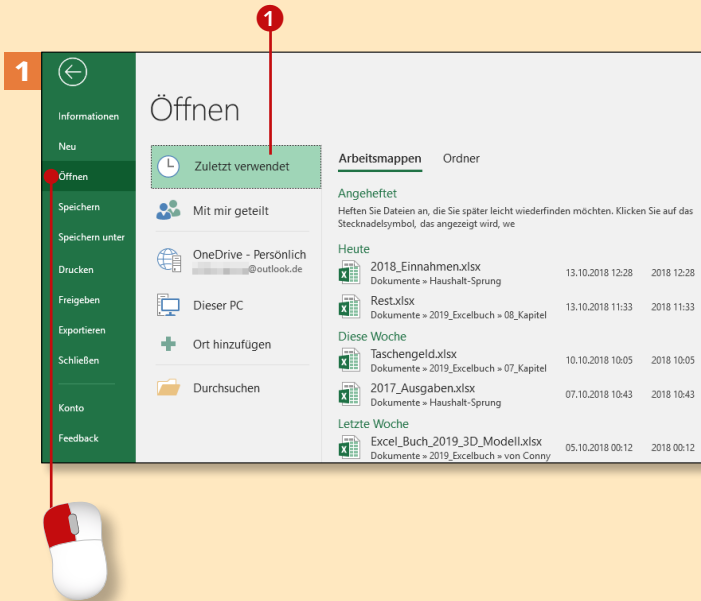 1
1
Öffnen
Informationen
Neu
Öffnen
Speichern
Speichern unter
Drucken
Freigeben
Exportieren
Schließen
Konto
Feedback
Zuletzt verwendet
Mit mir geteilt
OneDrive - Persönlich
@outlook.de
Dieser PC
Ort hinzufügen
Durchsuchen
Arbeitsmappen Ordner
Angeheftet
Heften Sie Dateien an, die Sie später leicht wiederfinden möchten. Klicken Sie auf das
Stecknadelsymbol, das angezeigt wird, we
Heute
2018_Einnahmen.xlsx 13.10.2018 12:28 2018 12:28
Dokumente » Haushalt-Sprung
Rest.xlsx 13.10.2018 11:33 2018 11:33
Dokumente » 2019_Excelbuch » 08_Kapitel
Diese Woche
Taschengeld.xlsx 10.10.2018 10:05 2018 10:05
Dokumente » 2019_Excelbuch » 07_Kapitel
2017_Ausgaben.xlsx 07.10.2018 10:43 2018 10:43
Dokumente » Haushalt-Sprung
Letzte Woche
Excel_Buch_2019_3D_Modell.xlsx 05.10.2018 00:12 2018 00:12
Dokumente » 2019_Excelbuch » von Conny